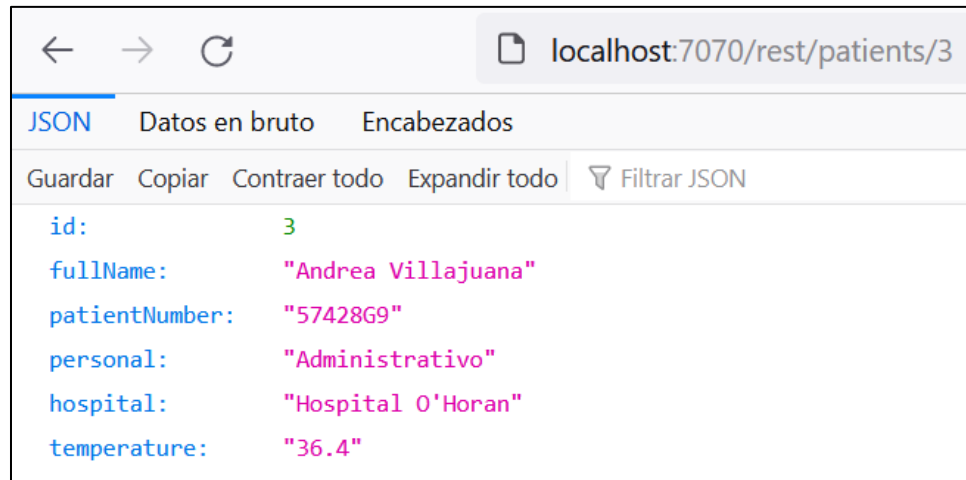 localhost:7070/rest/patients/3
JSON Datos en bruto Encabezados
Guardar Copiar Contraer todo Expandir todo Filtrar JSON
id: 3
fullName: "Andrea Villajuana"
patientNumber: "57428G9"
personal: "Administrativo"
hospital: "Hospital O'Horan"
temperature: "36.4"